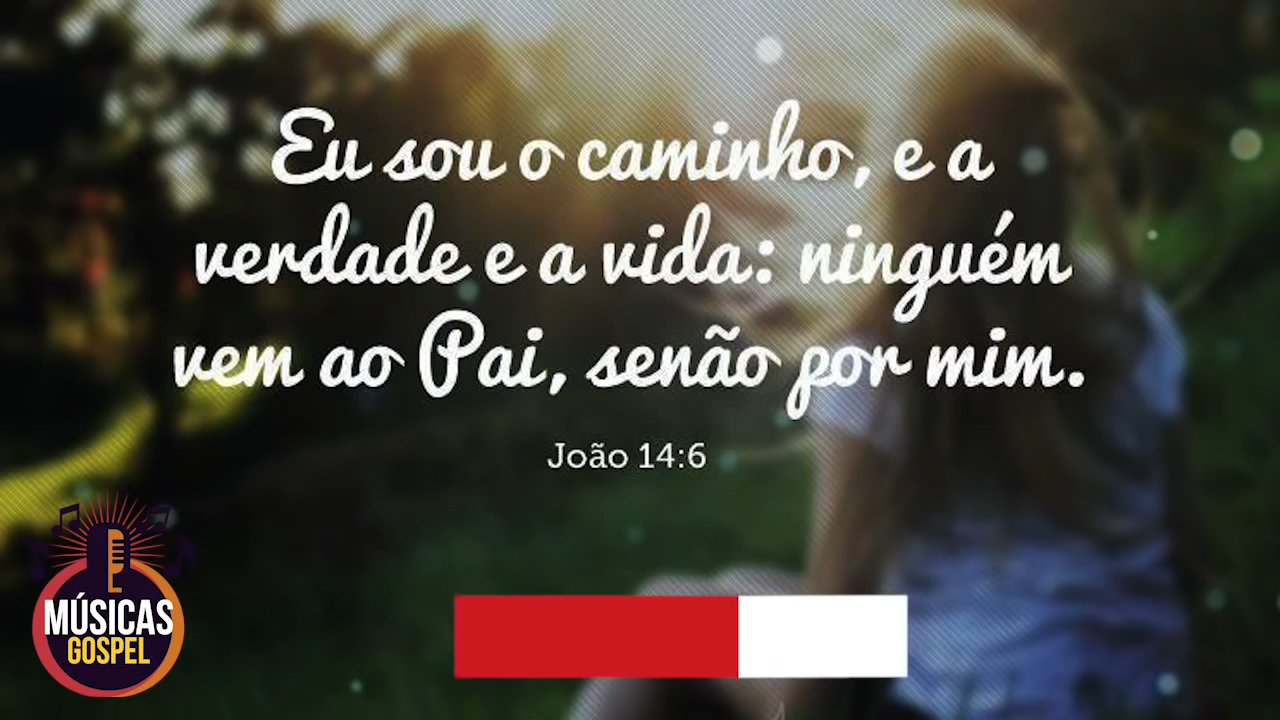 Eu sou o caminho, e a
verdade e a vida: ninguém
vem ao Pai, senão por mim.
João 14:6
MÚSICAS
GOSPEL